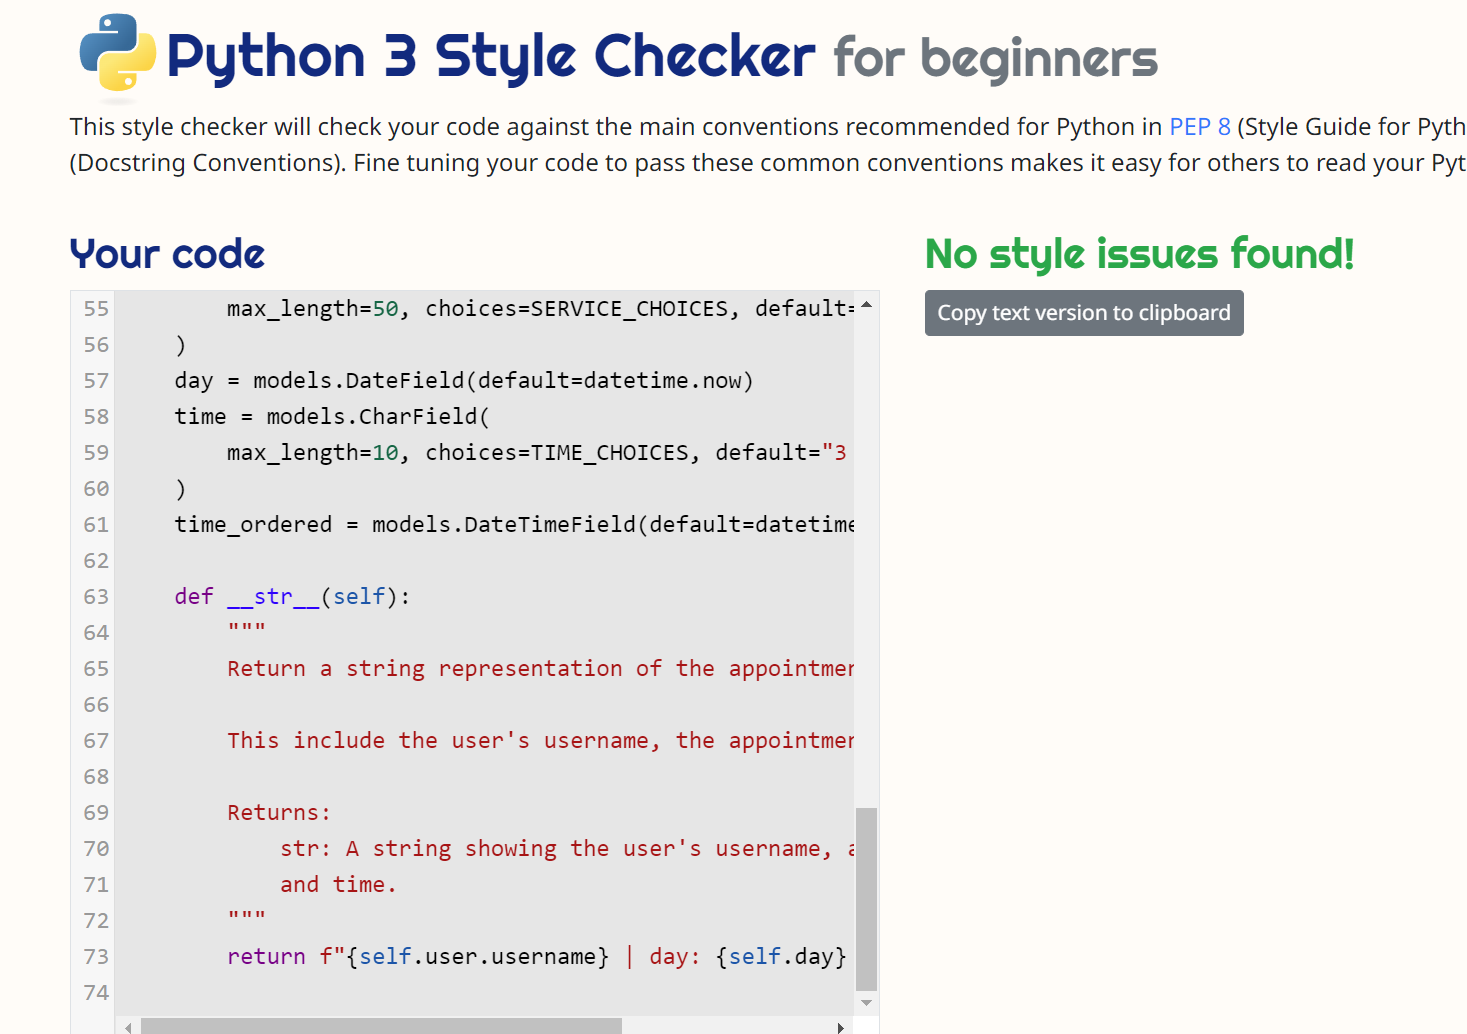 Python 3 Style Checker for beginners
This style checker will check your code against the main conventions recommended for Python in PEP 8 (Style Guide for Pyth
(Docstring Conventions). Fine tuning your code to pass these common conventions makes it easy for others to read your Pyt
Your code
No style issues found!
Copy text version to clipboard
55 max_length=50, choices=SERVICE_CHOICES, default=
56 )
57 day = models.DateField(default=datetime.now)
58 time = models.CharField(
59 max_length=10, choices=TIME_CHOICES, default="3
60 )
61 time_ordered = models.DateTimeField(default=datetime
62
63 def __str__(self):
64 """
65 Return a string representation of the appointmen
66
67 This include the user's username, the appointmen
68
69 Returns:
70 str: A string showing the user's username, a
71 and time.
72 """
73 return f"{self.user.username} | day: {self.day}
74